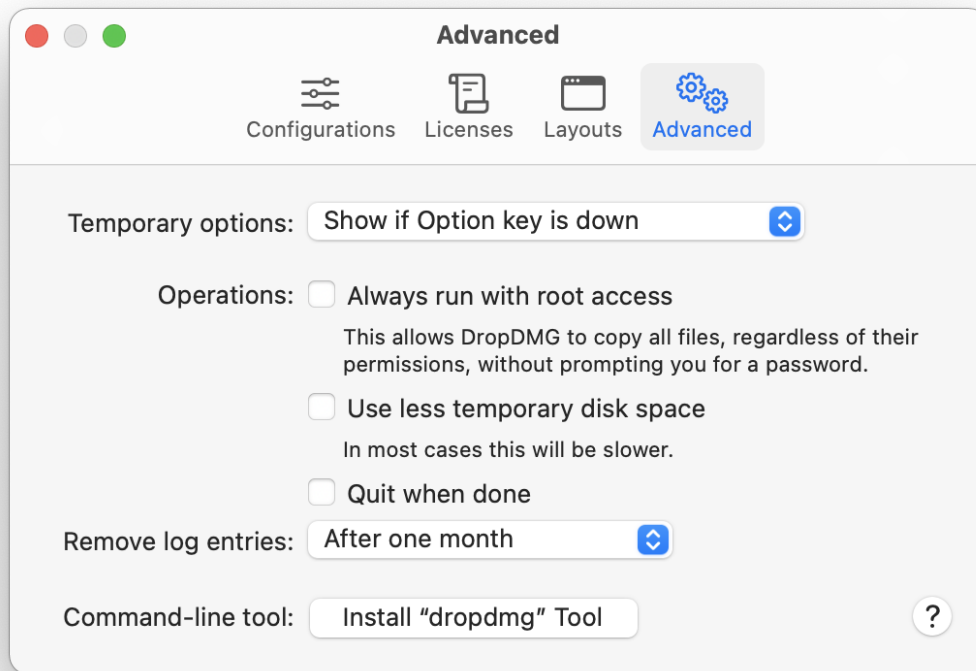 Advanced
Configurations Licenses Layouts Advanced
Temporary options: Show if Option key is down
Operations: Always run with root access
This allows DropDMG to copy all files, regardless of their
permissions, without prompting you for a password.
Use less temporary disk space
In most cases this will be slower.
Quit when done
Remove log entries: After one month
Command-line tool: Install “dropdmg” Tool ?